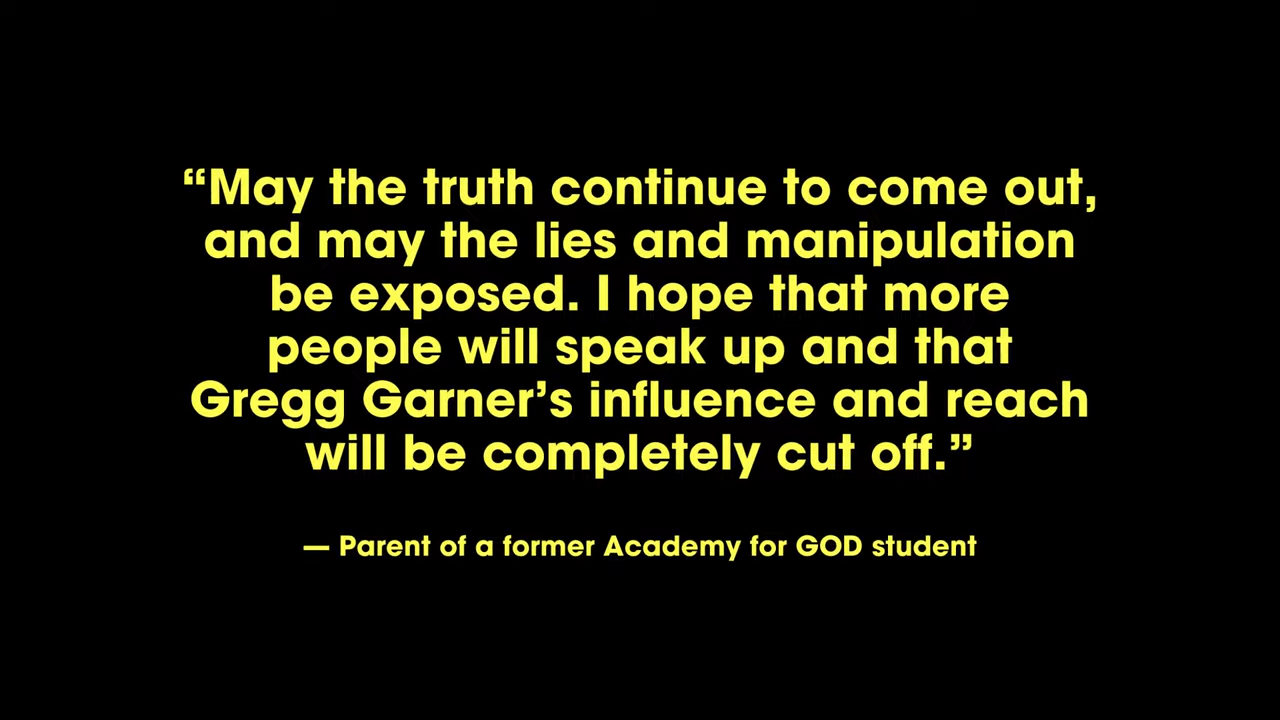 “May the truth continue to come out,
and may the lies and manipulation
be exposed. I hope that more
people will speak up and that
Gregg Garner’s influence and reach
will be completely cut off.”
— Parent of a former Academy for GOD student